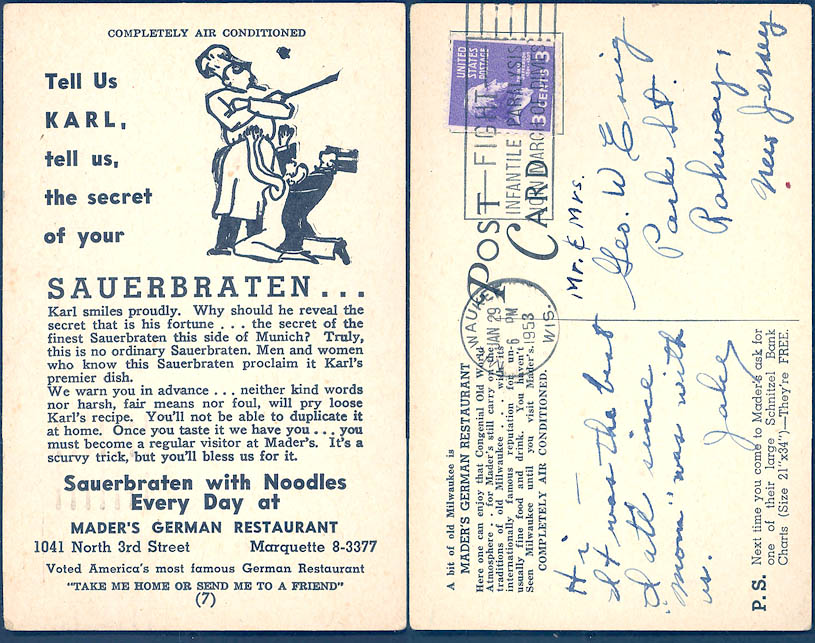 COMPLETELY AIR CONDITIONED
Tell Us
KARL,
tell us,
the secret
of your
SAUERBRATEN...
Karl smiles proudly. Why should he reveal the
secret that is his fortune . . . the secret of the
finest Sauerbraten this side of Munich? Truly,
this is no ordinary Sauerbraten. Men and women
who know this Sauerbraten proclaim it Karl's
premier dish.
We warn you in advance . . . neither kind words
nor harsh, fair means nor foul, will pry loose
Karl's recipe. You'll not be able to duplicate it
at home. Once you taste it we have you . . . you
must become a regular visitor at Mader's. It's a
scurvy trick, but you'll bless us for it.
Sauerbraten with Noodles
Every Day at
MADER'S GERMAN RESTAURANT
1041 North 3rd Street Marquette 8-3377
Voted America's most famous German Restaurant
"TAKE ME HOME OR SEND ME TO A FRIEND"
(7)
UNITED
STATES
POSTAGE
3 CENTS 3
FIGHT
INFANTILE PARALYSIS
JOIN MARCH OF DIMES
POST CARD
MILWAUKEE
JAN 29
6 PM
1953
WIS.
Mr. & Mrs.
Geo. W
Park St.
Rahway,
New Jersey
A bit of old Milwaukee is
MADER'S GERMAN RESTAURANT
Here one can enjoy that Congenial Old World
Atmosphere . . for Mader's still carry on the
traditions of old Milwaukee . . with its
internationally famous reputation for un-
usually fine food and drink. You haven't
Seen Milwaukee until you visit Mader's.
COMPLETELY AIR CONDITIONED.
Hi —
It was the best
I ate since
"Mom" was with
us.
Jake
P.S. Next time you come to Mader's ask for
one of their large Schnitzel Bank
Charts (Size 21"x34")—They're FREE.